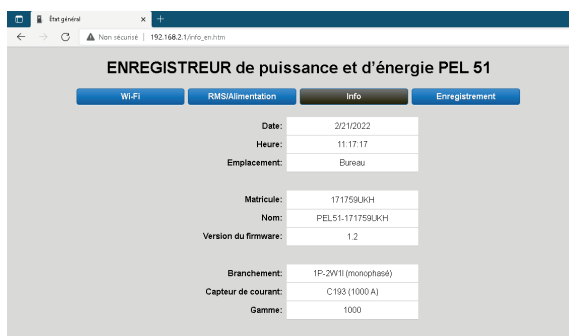 État général
Non sécurisé | 192.168.2.1/info_en.htm
ENREGISTREUR de puissance et d'énergie PEL 51
Wi-Fi RMS/Alimentation Info Enregistrement
Date: 2/21/2022
Heure: 11:17:17
Emplacement: Bureau
Matricule: 171759UKH
Nom: PEL51-171759UKH
Version du firmware: 1.2
Branchement: 1P-2W1I (monophasé)
Capteur de courant: C193 (1000 A)
Gamme: 1000